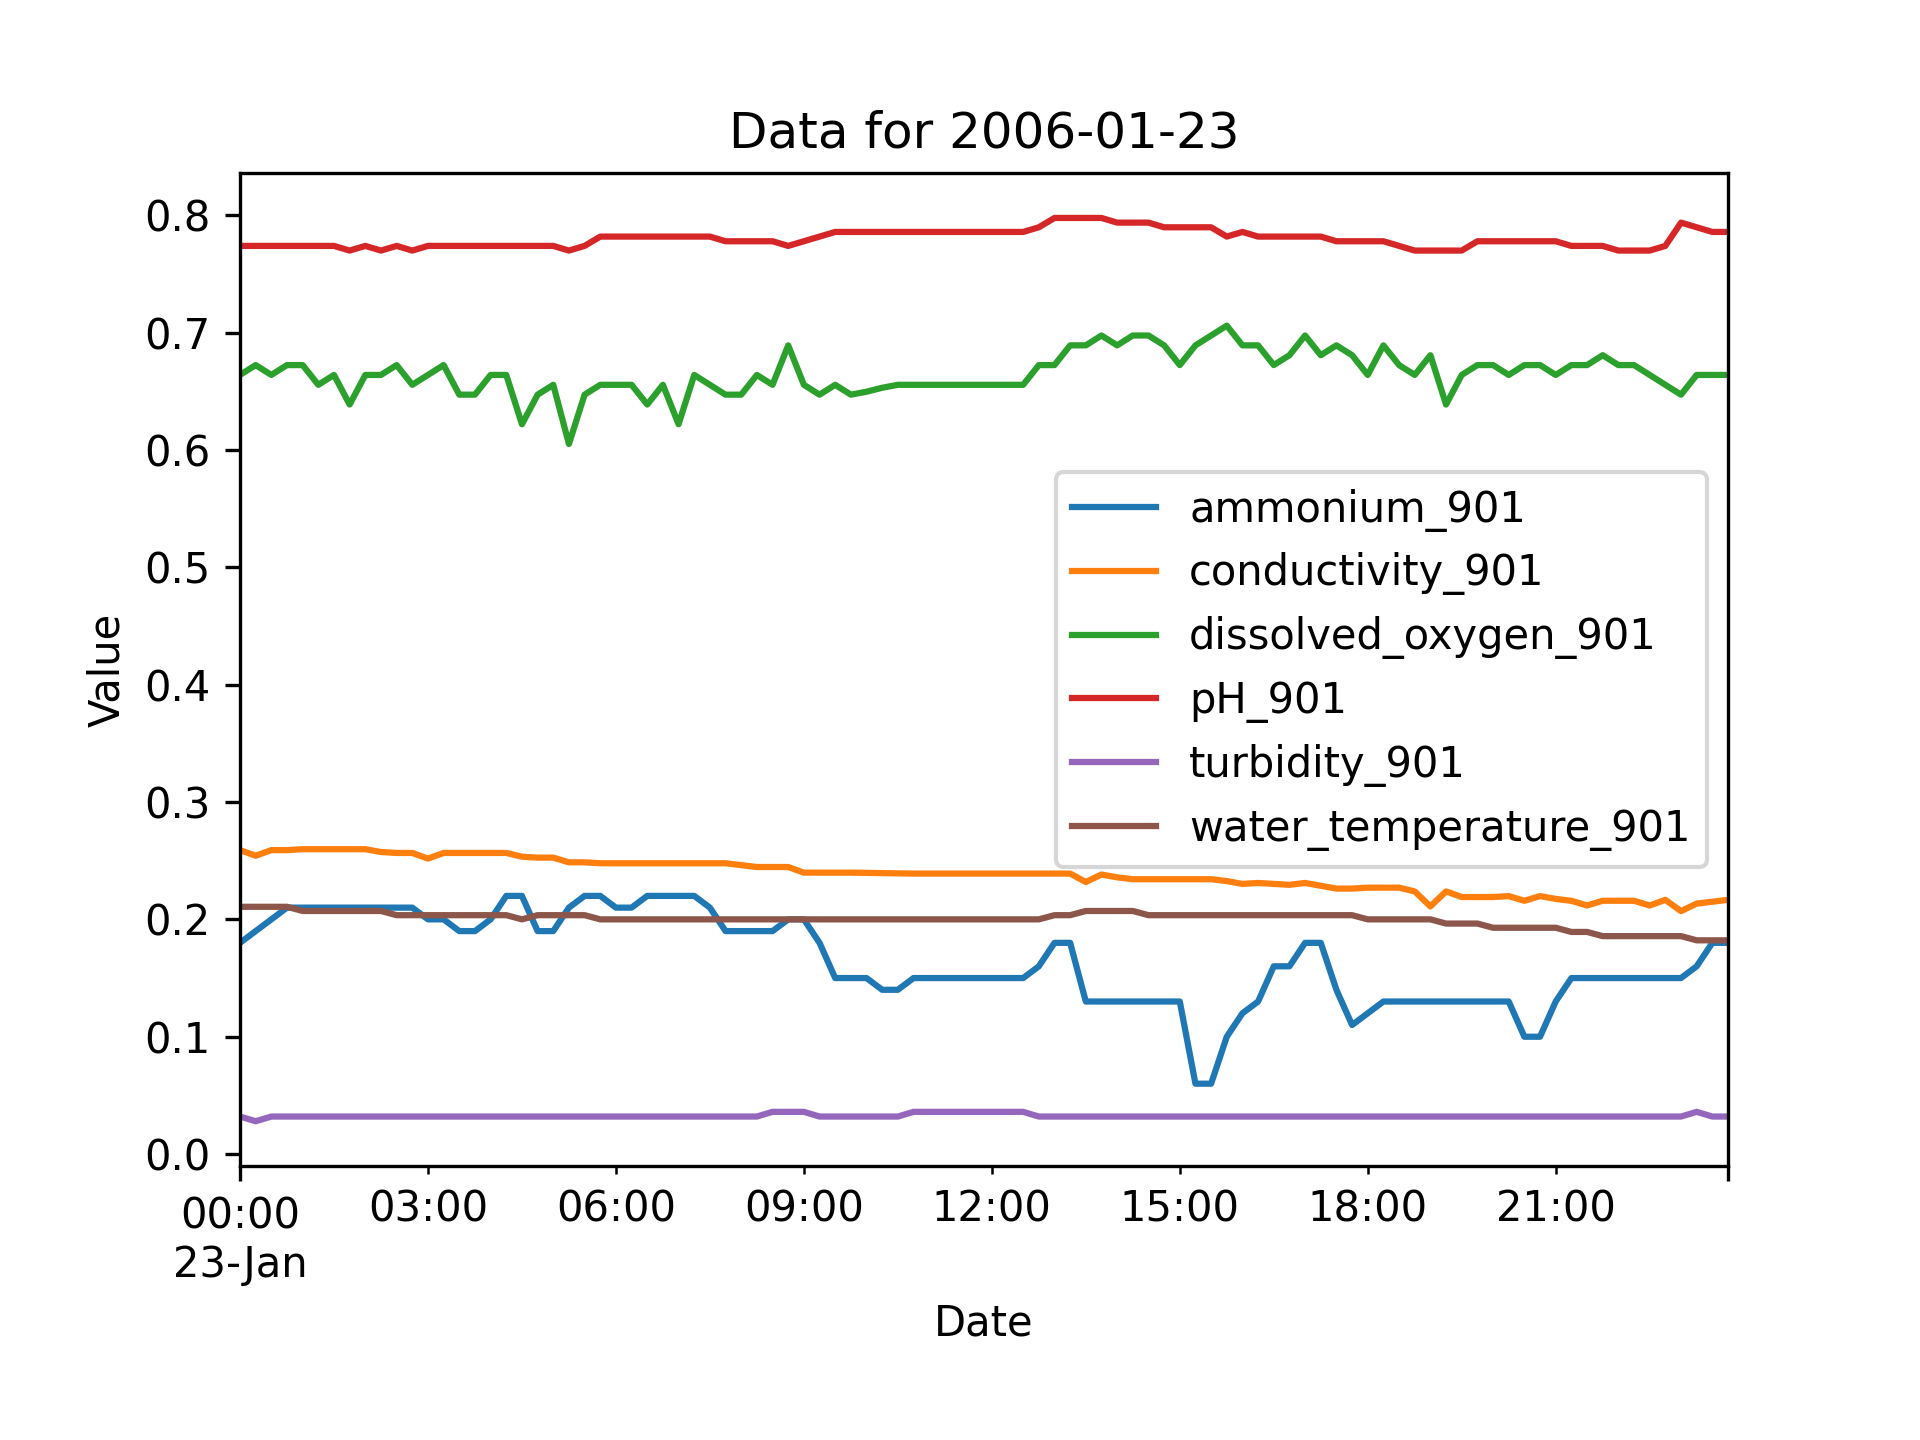 Data for 2006-01-23
0.8
0.7
0.6
0.5
0.4
0.3
0.2
0.1
0.0
Value
ammonium_901
conductivity_901
dissolved_oxygen_901
pH_901
turbidity_901
water_temperature_901
00:00 03:00 06:00 09:00 12:00 15:00 18:00 21:00
23-Jan
Date